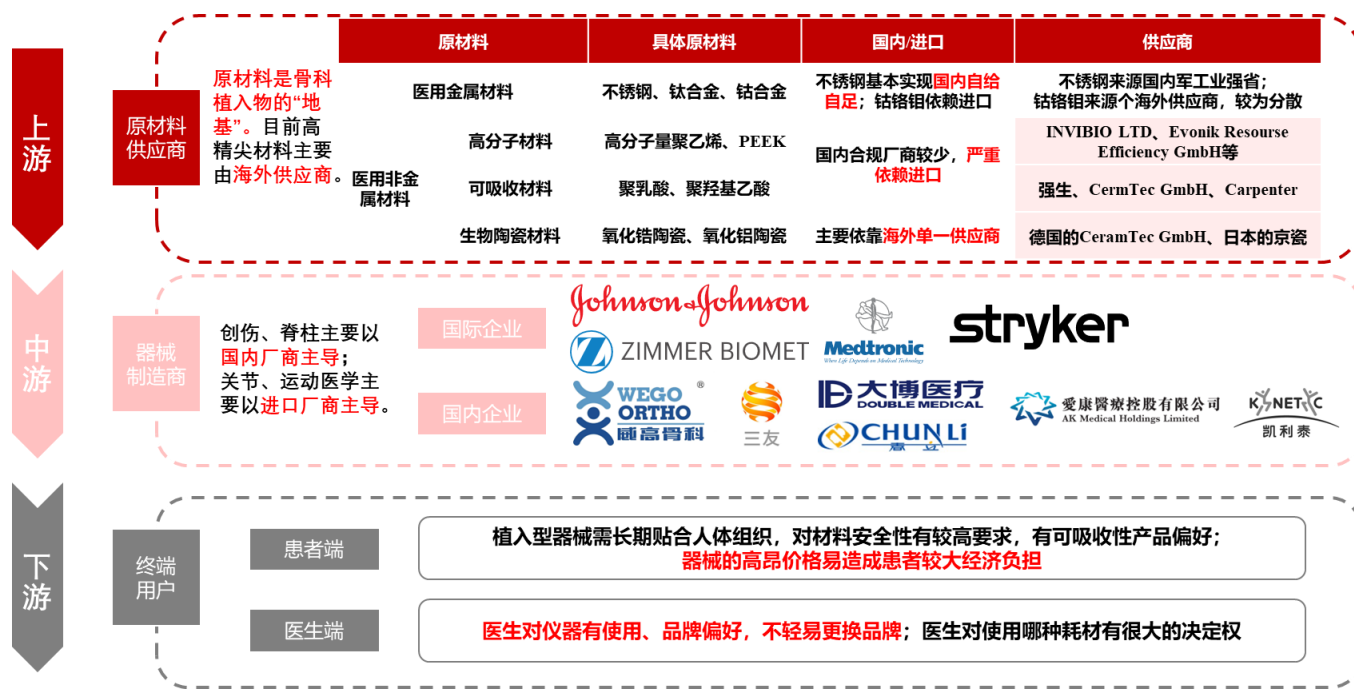 上游
原材料
供应商
原材料是骨科
植入物的“地
基”。目前高
精尖材料主要
由海外供应商。
原材料
具体原材料
国内/进口
供应商
医用金属材料
不锈钢、钛合金、钴合金
不锈钢基本实现国内自给
自足；钴铬钼依赖进口
不锈钢来源国内军工业强省；
钴铬钼来源个海外供应商，较为分散
医用非金
属材料
高分子材料
高分子量聚乙烯、PEEK
国内合规厂商较少，严重
依赖进口
INVIBIO LTD、Evonik Resourse
Efficiency GmbH等
可吸收材料
聚乳酸、聚羟基乙酸
强生、CermTec GmbH、Carpenter
生物陶瓷材料
氧化锆陶瓷、氧化铝陶瓷
主要依靠海外单一供应商
德国的CeramTec GmbH、日本的京瓷
中游
器械
制造商
创伤、脊柱主要以
国内厂商主导；
关节、运动医学主
要以进口厂商主导。
国际企业
Johnson&Johnson
ZIMMER BIOMET
Medtronic
When Life Depends on Medical Technology
stryker
国内企业
WEGO
ORTHO
®
威高骨科
三友
大博医疗
DOUBLE MEDICAL
CHUNLi
春立
愛康醫療控股有限公司
AK Medical Holdings Limited
KINETIC
凯利泰
下游
终端
用户
患者端
植入型器械需长期贴合人体组织，对材料安全性有较高要求，有可吸收性产品偏好；
器械的高昂价格易造成患者较大经济负担
医生端
医生对仪器有使用、品牌偏好，不轻易更换品牌；医生对使用哪种耗材有很大的决定权